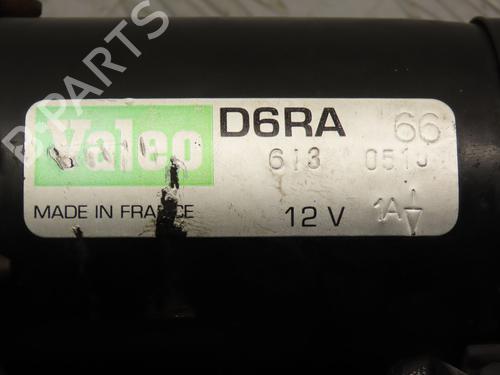 Valeo D6RA 66
613 051J
MADE IN FRANCE 12 V 1A
B-PARTS